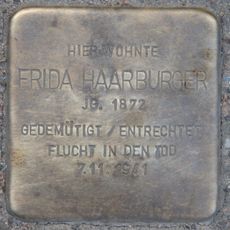 HIER WOHNTE
FRIDA HAARBURGER
JG. 1872
GEDEMÜTIGT / ENTRECHTET
FLUCHT IN DEN TOD
7.11.1941